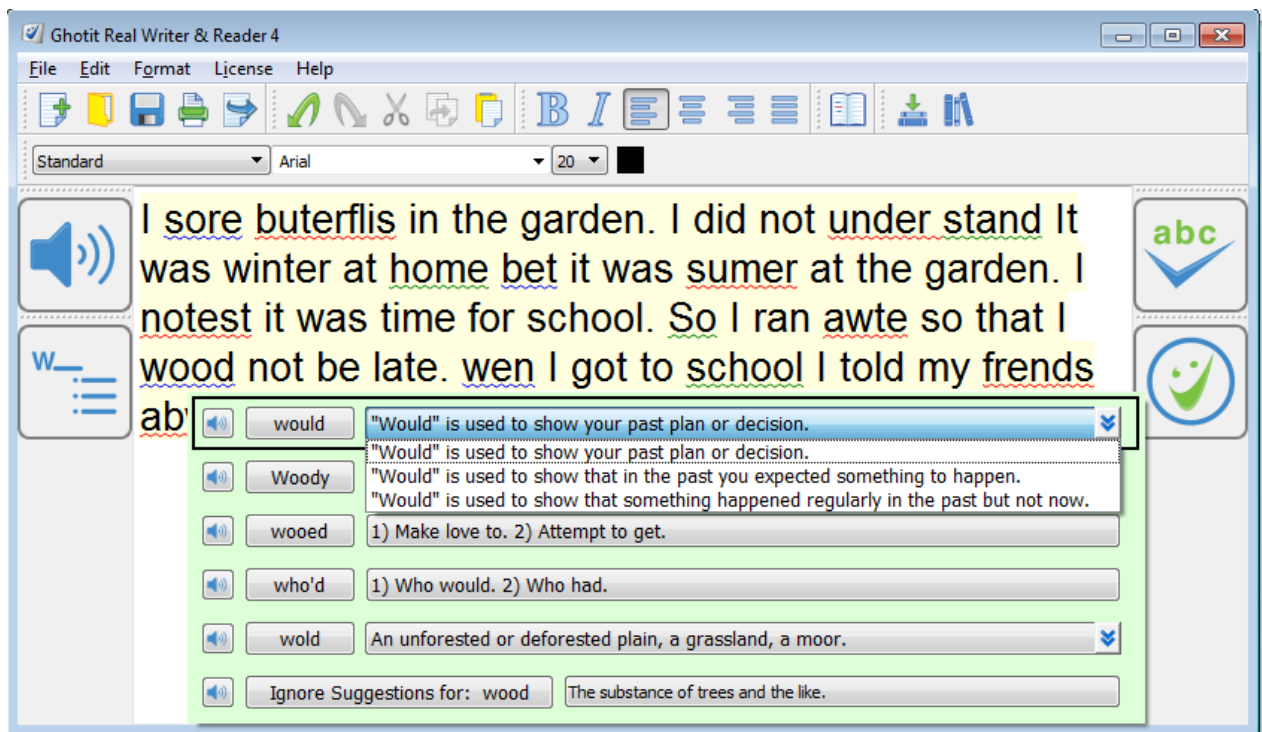 Ghotit Real Writer & Reader 4
File Edit Format License Help
B I
Standard Arial 20
I sore buterflis in the garden. I did not under stand It
was winter at home bet it was sumer at the garden. I
notest it was time for school. So I ran awte so that I
wood not be late. wen I got to school I told my frends
abc
W
would "Would" is used to show your past plan or decision.
"Would" is used to show your past plan or decision.
"Would" is used to show that in the past you expected something to happen.
"Would" is used to show that something happened regularly in the past but not now.
Woody
wooed 1) Make love to. 2) Attempt to get.
who'd 1) Who would. 2) Who had.
wold An unforested or deforested plain, a grassland, a moor.
Ignore Suggestions for: wood The substance of trees and the like.